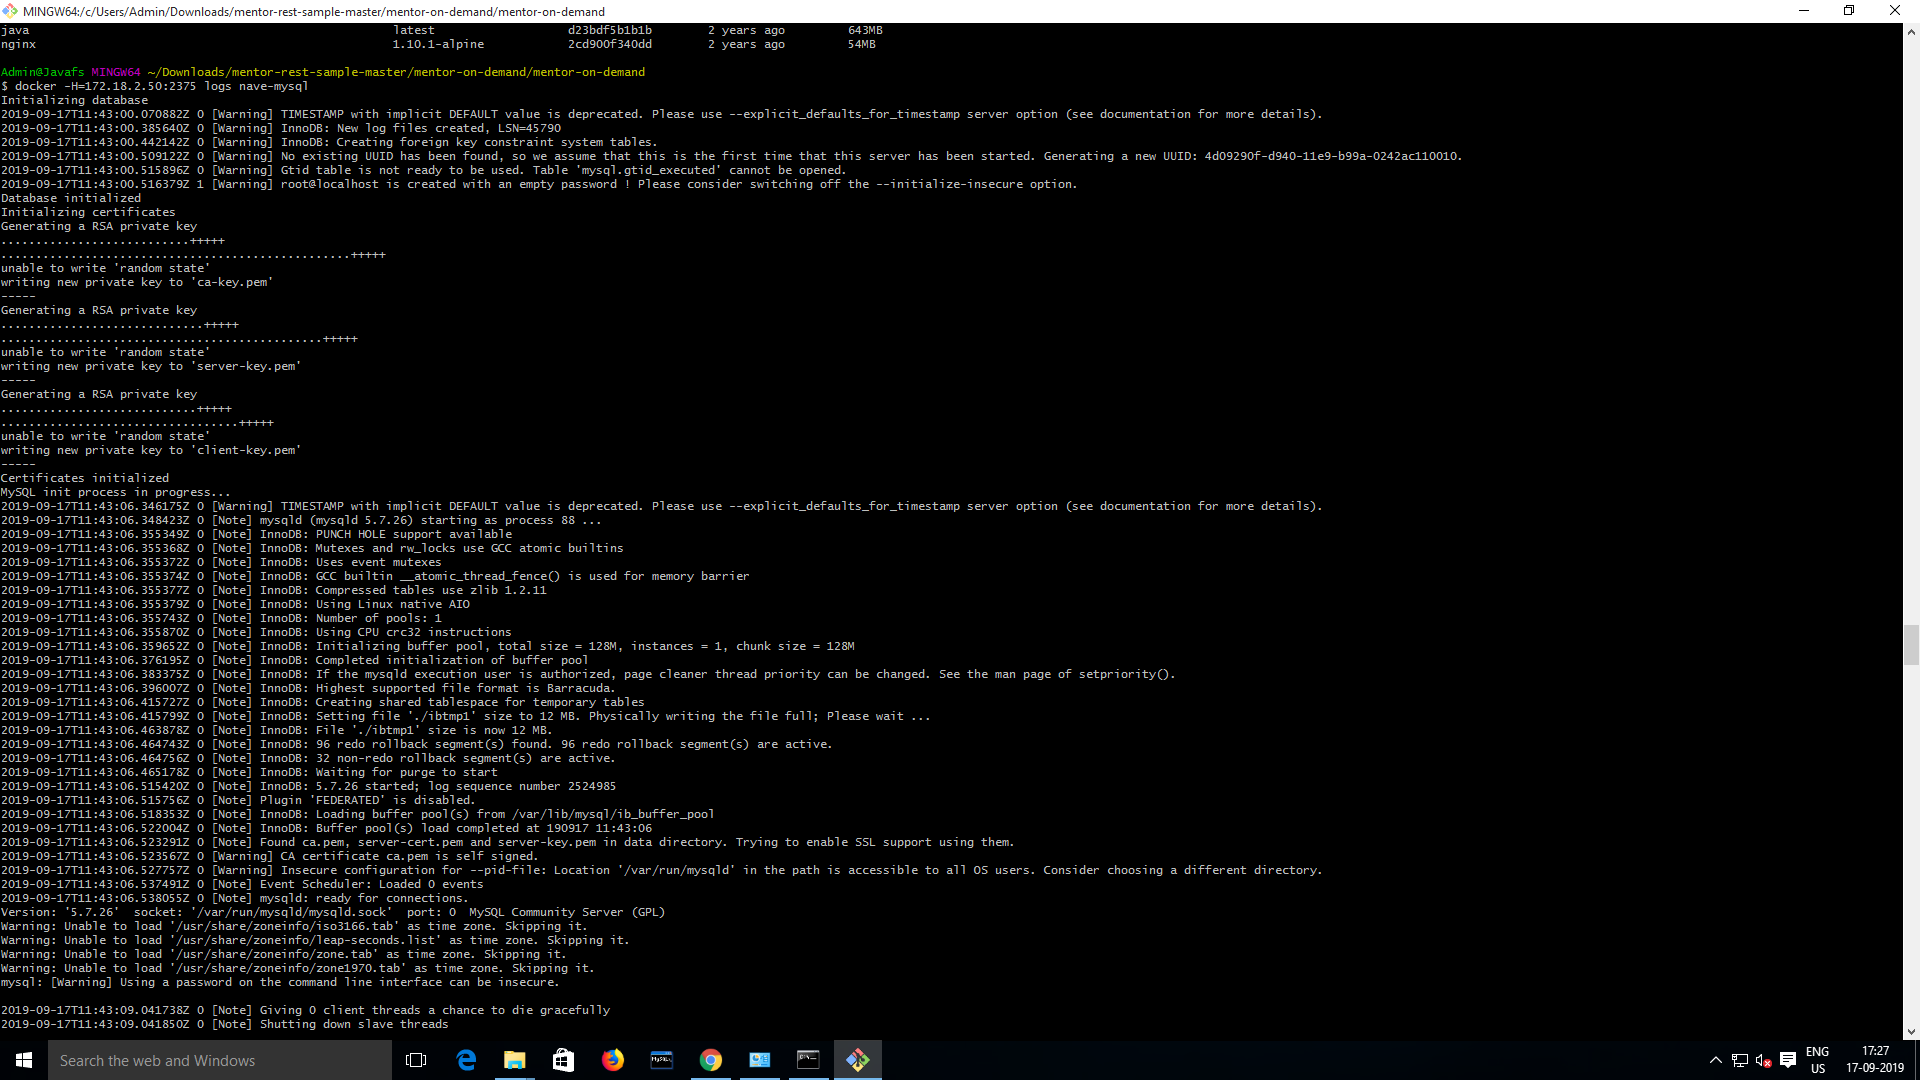 MINGW64:/c/Users/Admin/Downloads/mentor-rest-sample-master/mentor-on-demand/mentor-on-demand
java latest d23bdf5b1b1b 2 years ago 643MB
nginx 1.10.1-alpine 2cd900f340dd 2 years ago 54MB
Admin@Javafs MINGW64 ~/Downloads/mentor-rest-sample-master/mentor-on-demand/mentor-on-demand
$ docker -H=172.18.2.50:2375 logs nave-mysql
Initializing database
2019-09-17T11:43:00.070882Z 0 [Warning] TIMESTAMP with implicit DEFAULT value is deprecated. Please use --explicit_defaults_for_timestamp server option (see documentation for more details).
2019-09-17T11:43:00.385640Z 0 [Warning] InnoDB: New log files created, LSN=45790
2019-09-17T11:43:00.442142Z 0 [Warning] InnoDB: Creating foreign key constraint system tables.
2019-09-17T11:43:00.509122Z 0 [Warning] No existing UUID has been found, so we assume that this is the first time that this server has been started. Generating a new UUID: 4d09290f-d940-11e9-b99a-0242ac110010.
2019-09-17T11:43:00.515896Z 0 [Warning] Gtid table is not ready to be used. Table 'mysql.gtid_executed' cannot be opened.
2019-09-17T11:43:00.516379Z 1 [Warning] root@localhost is created with an empty password ! Please consider switching off the --initialize-insecure option.
Database initialized
Initializing certificates
Generating a RSA private key
...........................+++++
..................................................+++++
unable to write 'random state'
writing new private key to 'ca-key.pem'
-----
Generating a RSA private key
.............................+++++
..............................................+++++
unable to write 'random state'
writing new private key to 'server-key.pem'
-----
Generating a RSA private key
............................+++++
..................................+++++
unable to write 'random state'
writing new private key to 'client-key.pem'
-----
Certificates initialized
MySQL init process in progress...
2019-09-17T11:43:06.346175Z 0 [Warning] TIMESTAMP with implicit DEFAULT value is deprecated. Please use --explicit_defaults_for_timestamp server option (see documentation for more details).
2019-09-17T11:43:06.348423Z 0 [Note] mysqld (mysqld 5.7.26) starting as process 88 ...
2019-09-17T11:43:06.355349Z 0 [Note] InnoDB: PUNCH HOLE support available
2019-09-17T11:43:06.355368Z 0 [Note] InnoDB: Mutexes and rw_locks use GCC atomic builtins
2019-09-17T11:43:06.355372Z 0 [Note] InnoDB: Uses event mutexes
2019-09-17T11:43:06.355374Z 0 [Note] InnoDB: GCC builtin __atomic_thread_fence() is used for memory barrier
2019-09-17T11:43:06.355377Z 0 [Note] InnoDB: Compressed tables use zlib 1.2.11
2019-09-17T11:43:06.355379Z 0 [Note] InnoDB: Using Linux native AIO
2019-09-17T11:43:06.355743Z 0 [Note] InnoDB: Number of pools: 1
2019-09-17T11:43:06.355870Z 0 [Note] InnoDB: Using CPU crc32 instructions
2019-09-17T11:43:06.359652Z 0 [Note] InnoDB: Initializing buffer pool, total size = 128M, instances = 1, chunk size = 128M
2019-09-17T11:43:06.376195Z 0 [Note] InnoDB: Completed initialization of buffer pool
2019-09-17T11:43:06.383375Z 0 [Note] InnoDB: If the mysqld execution user is authorized, page cleaner thread priority can be changed. See the man page of setpriority().
2019-09-17T11:43:06.396007Z 0 [Note] InnoDB: Highest supported file format is Barracuda.
2019-09-17T11:43:06.415727Z 0 [Note] InnoDB: Creating shared tablespace for temporary tables
2019-09-17T11:43:06.415799Z 0 [Note] InnoDB: Setting file './ibtmp1' size to 12 MB. Physically writing the file full; Please wait ...
2019-09-17T11:43:06.463878Z 0 [Note] InnoDB: File './ibtmp1' size is now 12 MB.
2019-09-17T11:43:06.464743Z 0 [Note] InnoDB: 96 redo rollback segment(s) found. 96 redo rollback segment(s) are active.
2019-09-17T11:43:06.464756Z 0 [Note] InnoDB: 32 non-redo rollback segment(s) are active.
2019-09-17T11:43:06.465178Z 0 [Note] InnoDB: Waiting for purge to start
2019-09-17T11:43:06.515420Z 0 [Note] InnoDB: 5.7.26 started; log sequence number 2524985
2019-09-17T11:43:06.515756Z 0 [Note] Plugin 'FEDERATED' is disabled.
2019-09-17T11:43:06.518353Z 0 [Note] InnoDB: Loading buffer pool(s) from /var/lib/mysql/ib_buffer_pool
2019-09-17T11:43:06.522004Z 0 [Note] InnoDB: Buffer pool(s) load completed at 190917 11:43:06
2019-09-17T11:43:06.523291Z 0 [Note] Found ca.pem, server-cert.pem and server-key.pem in data directory. Trying to enable SSL support using them.
2019-09-17T11:43:06.523567Z 0 [Warning] CA certificate ca.pem is self signed.
2019-09-17T11:43:06.527757Z 0 [Warning] Insecure configuration for --pid-file: Location '/var/run/mysqld' in the path is accessible to all OS users. Consider choosing a different directory.
2019-09-17T11:43:06.537491Z 0 [Note] Event Scheduler: Loaded 0 events
2019-09-17T11:43:06.538055Z 0 [Note] mysqld: ready for connections.
Version: '5.7.26'  socket: '/var/run/mysqld/mysqld.sock'  port: 0  MySQL Community Server (GPL)
Warning: Unable to load '/usr/share/zoneinfo/iso3166.tab' as time zone. Skipping it.
Warning: Unable to load '/usr/share/zoneinfo/leap-seconds.list' as time zone. Skipping it.
Warning: Unable to load '/usr/share/zoneinfo/zone.tab' as time zone. Skipping it.
Warning: Unable to load '/usr/share/zoneinfo/zone1970.tab' as time zone. Skipping it.
mysql: [Warning] Using a password on the command line interface can be insecure.
2019-09-17T11:43:09.041738Z 0 [Note] Giving 0 client threads a chance to die gracefully
2019-09-17T11:43:09.041850Z 0 [Note] Shutting down slave threads
Search the web and Windows
ENG
US
17:27
17-09-2019